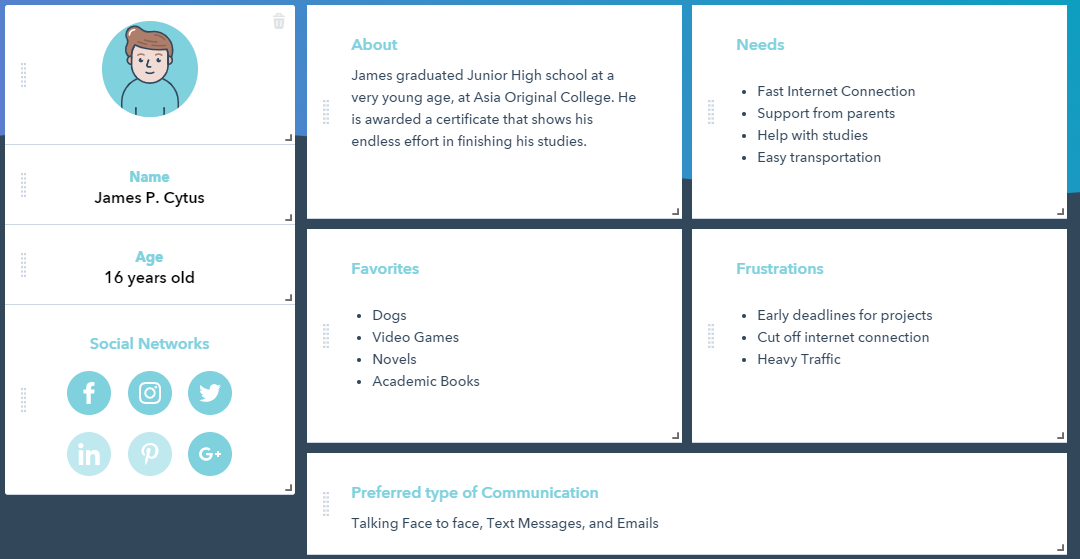 Name
James P. Cytus
Age
16 years old
Social Networks
f
in
G+
About
James graduated Junior High school at a
very young age, at Asia Original College. He
is awarded a certificate that shows his
endless effort in finishing his studies.
Needs
• Fast Internet Connection
• Support from parents
• Help with studies
• Easy transportation
Favorites
• Dogs
• Video Games
• Novels
• Academic Books
Frustrations
• Early deadlines for projects
• Cut off internet connection
• Heavy Traffic
Preferred type of Communication
Talking Face to face, Text Messages, and Emails